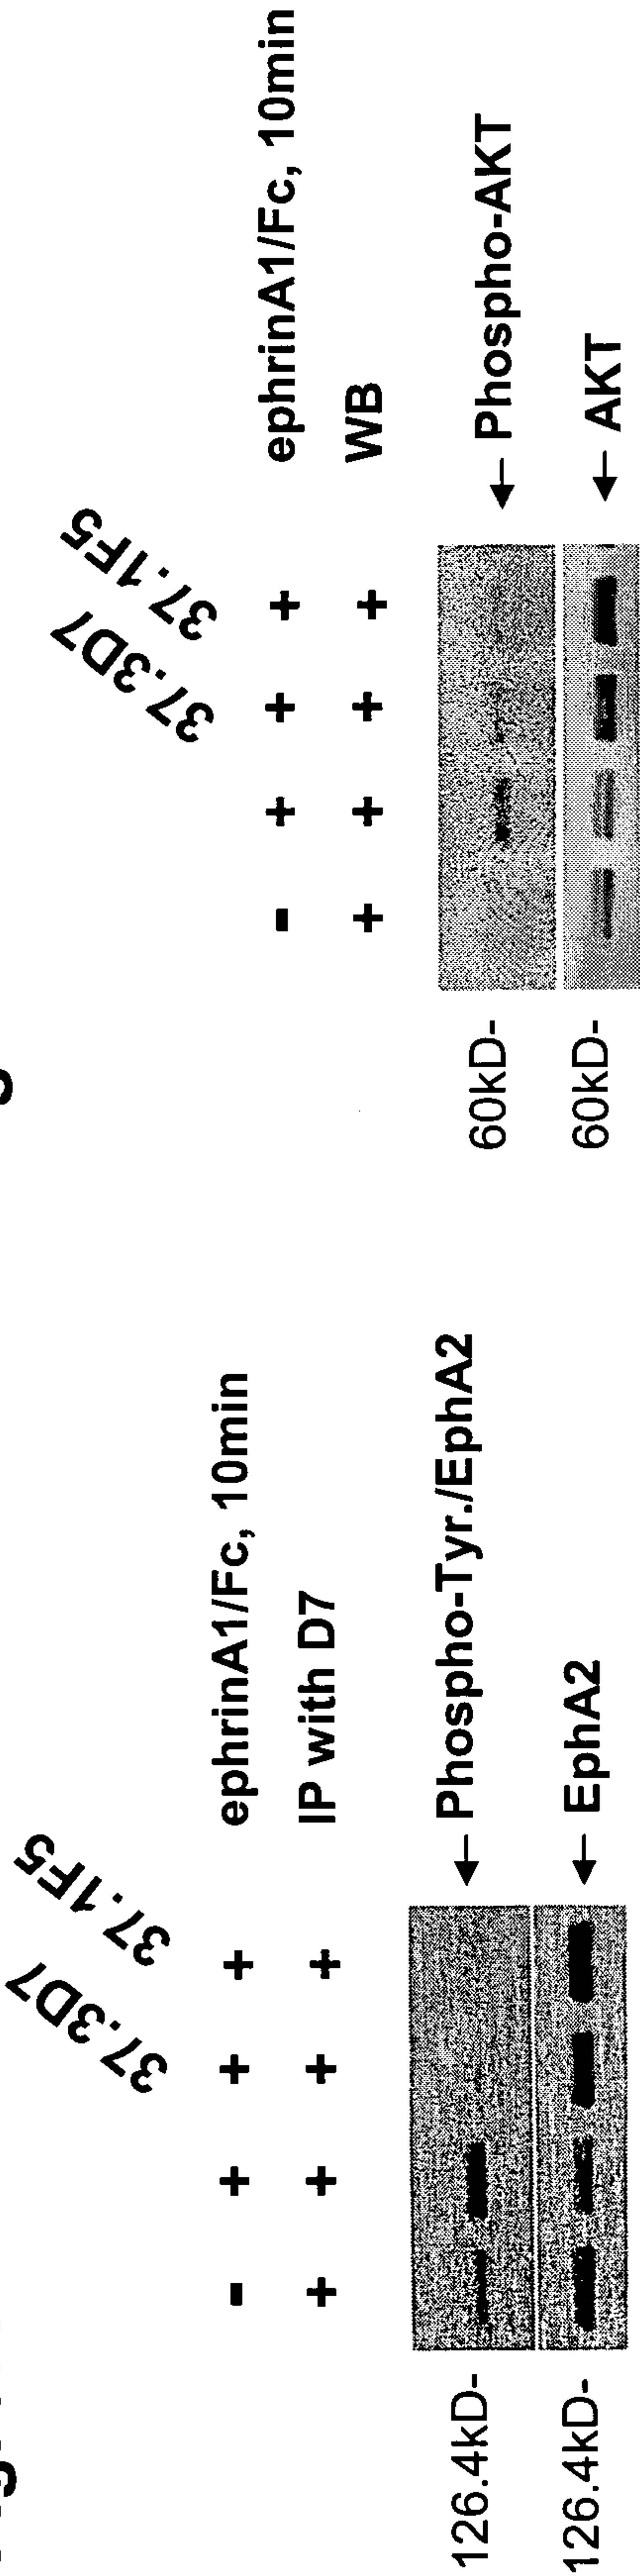 37.3D7 37.1F5
- + + + ephrinA1/Fc, 10min
+ + + + IP with D7
126.4kD- ← Phospho-Tyr./EphA2
126.4kD- ← EphA2
37.3D7 37.1F5
- + + + ephrinA1/Fc, 10min
+ + + + WB
60kD- ← Phospho-AKT
60kD- ← AKT